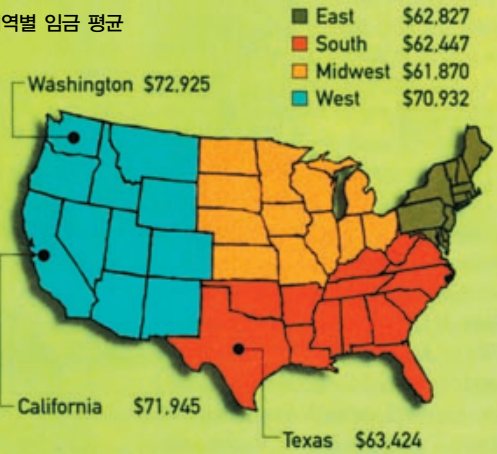 역별 임금 평균
East $62,827
South $62,447
Midwest $61,870
West $70,932
Washington $72,925
California $71,945
Texas $63,424